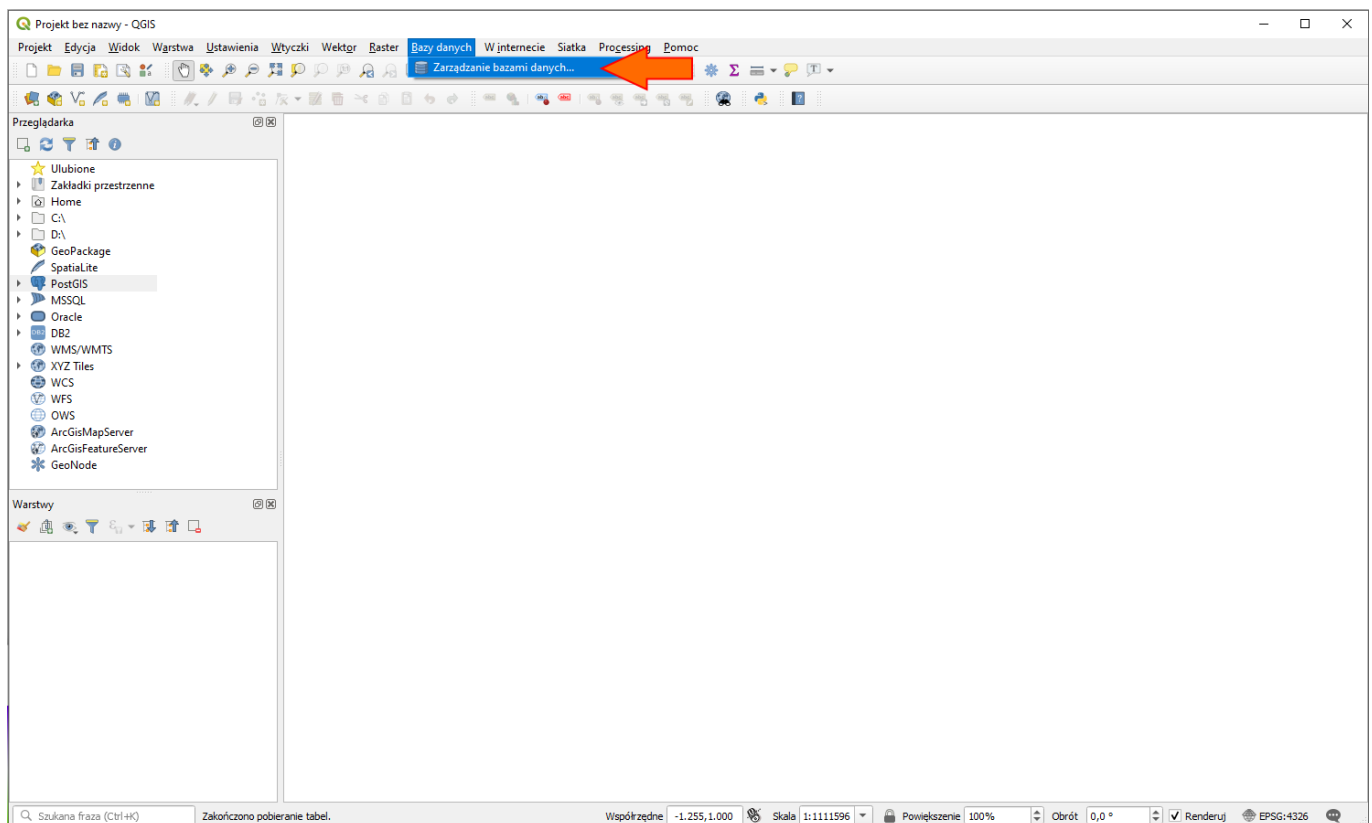 Projekt bez nazwy - QGIS
Projekt Edycja Widok Warstwa Ustawienia Wtyczki Wektor Raster Bazy danych W internecie Siatka Processing Pomoc
Zarządzanie bazami danych...
Przeglądarka
Ulubione
Zakładki przestrzenne
Home
C:\
D:\
GeoPackage
SpatiaLite
PostGIS
MSSQL
Oracle
DB2
WMS/WMTS
XYZ Tiles
WCS
WFS
OWS
ArcGisMapServer
ArcGisFeatureServer
GeoNode
Warstwy
Szukana fraza (Ctrl+K) Zakończono pobieranie tabel. Współrzędne -1.255,1.000 Skala 1:1111596 Powiększenie 100% Obrót 0,0 ° Renderuj EPSG:4326